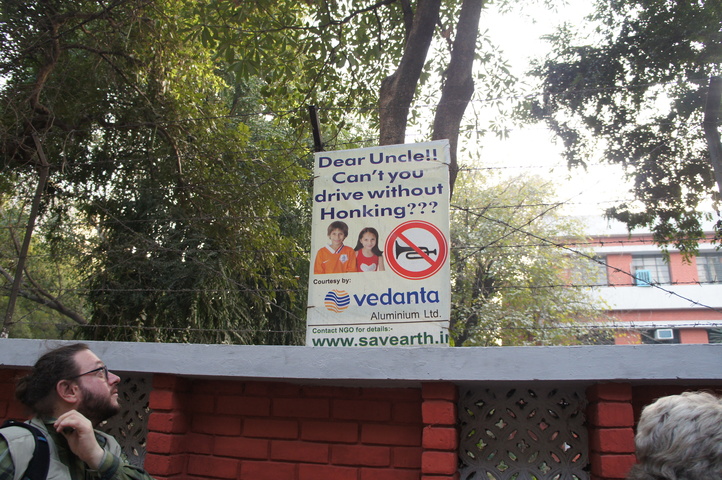 Dear Uncle!!
Can't you
drive without
Honking???
Courtesy by:
vedanta
Aluminium Ltd.
Contact NGO for details:-
www.savearth.in